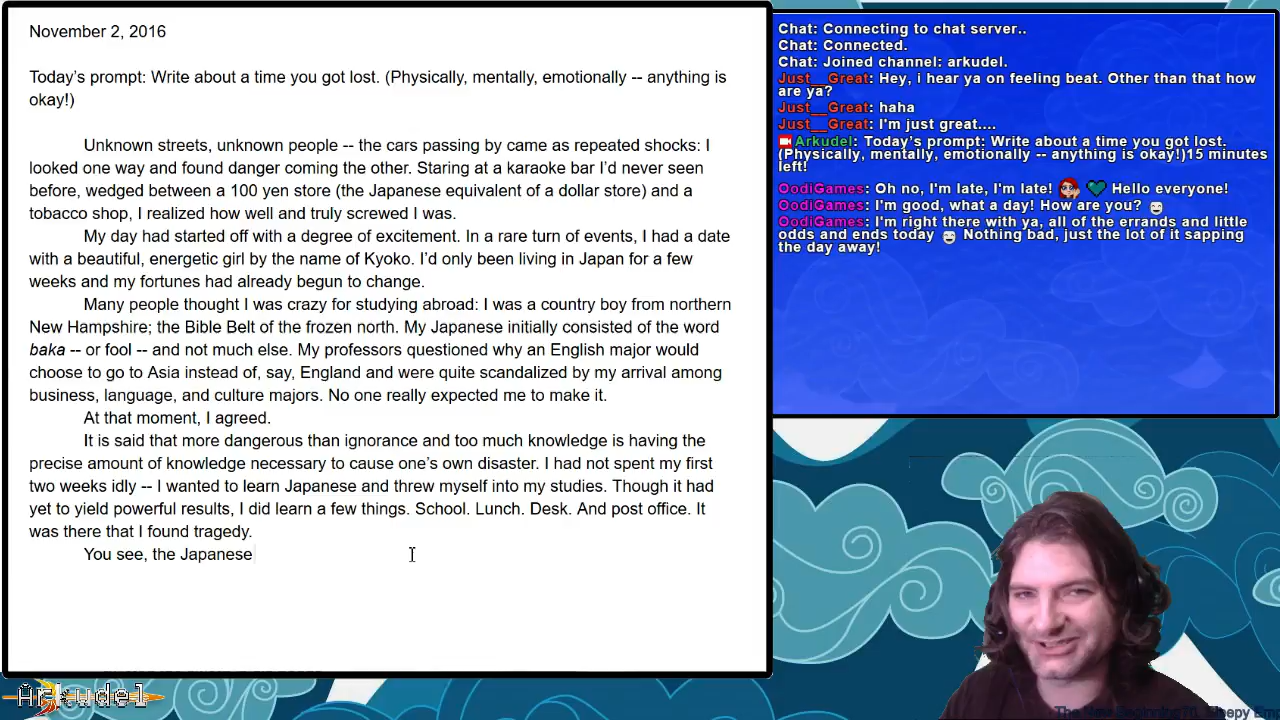 November 2, 2016
Today's prompt: Write about a time you got lost. (Physically, mentally, emotionally -- anything is
okay!)
Unknown streets, unknown people -- the cars passing by came as repeated shocks: I
looked one way and found danger coming the other. Staring at a karaoke bar I'd never seen
before, wedged between a 100 yen store (the Japanese equivalent of a dollar store) and a
tobacco shop, I realized how well and truly screwed I was.
My day had started off with a degree of excitement. In a rare turn of events, I had a date
with a beautiful, energetic girl by the name of Kyoko. I'd only been living in Japan for a few
weeks and my fortunes had already begun to change.
Many people thought I was crazy for studying abroad: I was a country boy from northern
New Hampshire; the Bible Belt of the frozen north. My Japanese initially consisted of the word
baka -- or fool -- and not much else. My professors questioned why an English major would
choose to go to Asia instead of, say, England and were quite scandalized by my arrival among
business, language, and culture majors. No one really expected me to make it.
At that moment, I agreed.
It is said that more dangerous than ignorance and too much knowledge is having the
precise amount of knowledge necessary to cause one's own disaster. I had not spent my first
two weeks idly -- I wanted to learn Japanese and threw myself into my studies. Though it had
yet to yield powerful results, I did learn a few things. School. Lunch. Desk. And post office. It
was there that I found tragedy.
You see, the Japanese
Chat: Connecting to chat server..
Chat: Connected.
Chat: Joined channel: arkudel.
Just__Great: Hey, i hear ya on feeling beat. Other than that how
are ya?
Just__Great: haha
Just__Great: I'm just great....
Arkudel: Today's prompt: Write about a time you got lost.
(Physically, mentally, emotionally -- anything is okay!)15 minutes
left!
OodiGames: Oh no, I'm late, I'm late! Hello everyone!
OodiGames: I'm good, what a day! How are you?
OodiGames: I'm right there with ya, all of the errands and little
odds and ends today Nothing bad, just the lot of it sapping
the day away!
Arkudel
The New Beginning